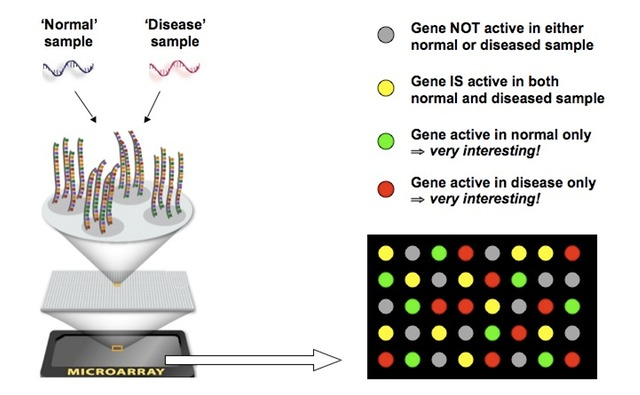 'Normal' sample
'Disease' sample
Gene NOT active in either
normal or diseased sample
Gene IS active in both
normal and diseased sample
Gene active in normal only
⇒ very interesting!
Gene active in disease only
⇒ very interesting!
MICROARRAY